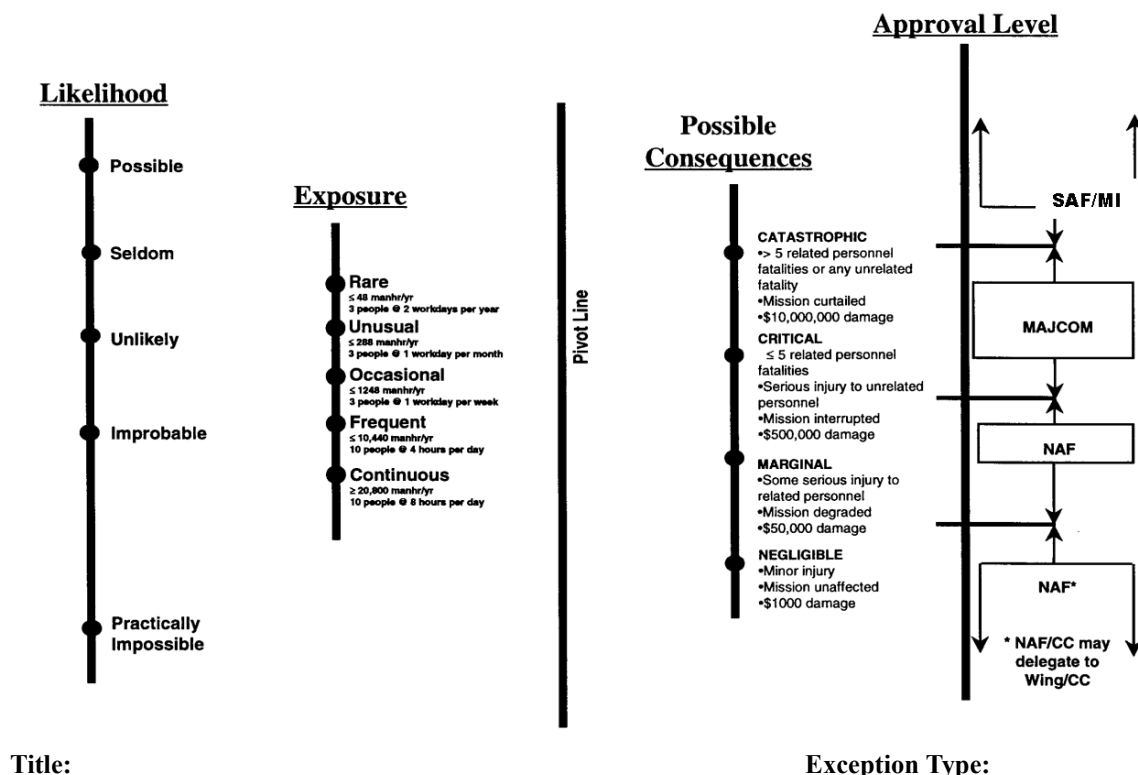 Approval Level
Likelihood
Possible
Seldom
Unlikely
Improbable
Practically
Impossible
Exposure
Rare
≤ 48 manhr/yr
3 people @ 2 workdays per year
Unusual
≤ 288 manhr/yr
3 people @ 1 workday per month
Occasional
≤ 1248 manhr/yr
3 people @ 1 workday per week
Frequent
≤ 10,440 manhr/yr
10 people @ 4 hours per day
Continuous
≥ 20,800 manhr/yr
10 people @ 8 hours per day
Pivot Line
Possible
Consequences
CATASTROPHIC
•> 5 related personnel
fatalities or any unrelated
fatality
•Mission curtailed
•$10,000,000 damage
CRITICAL
≤ 5 related personnel
fatalities
•Serious injury to unrelated
personnel
•Mission interrupted
•$500,000 damage
MARGINAL
•Some serious injury to
related personnel
•Mission degraded
•$50,000 damage
NEGLIGIBLE
•Minor injury
•Mission unaffected
•$1000 damage
SAF/MI
MAJCOM
NAF
NAF*
* NAF/CC may
delegate to
Wing/CC
Title:
Exception Type: